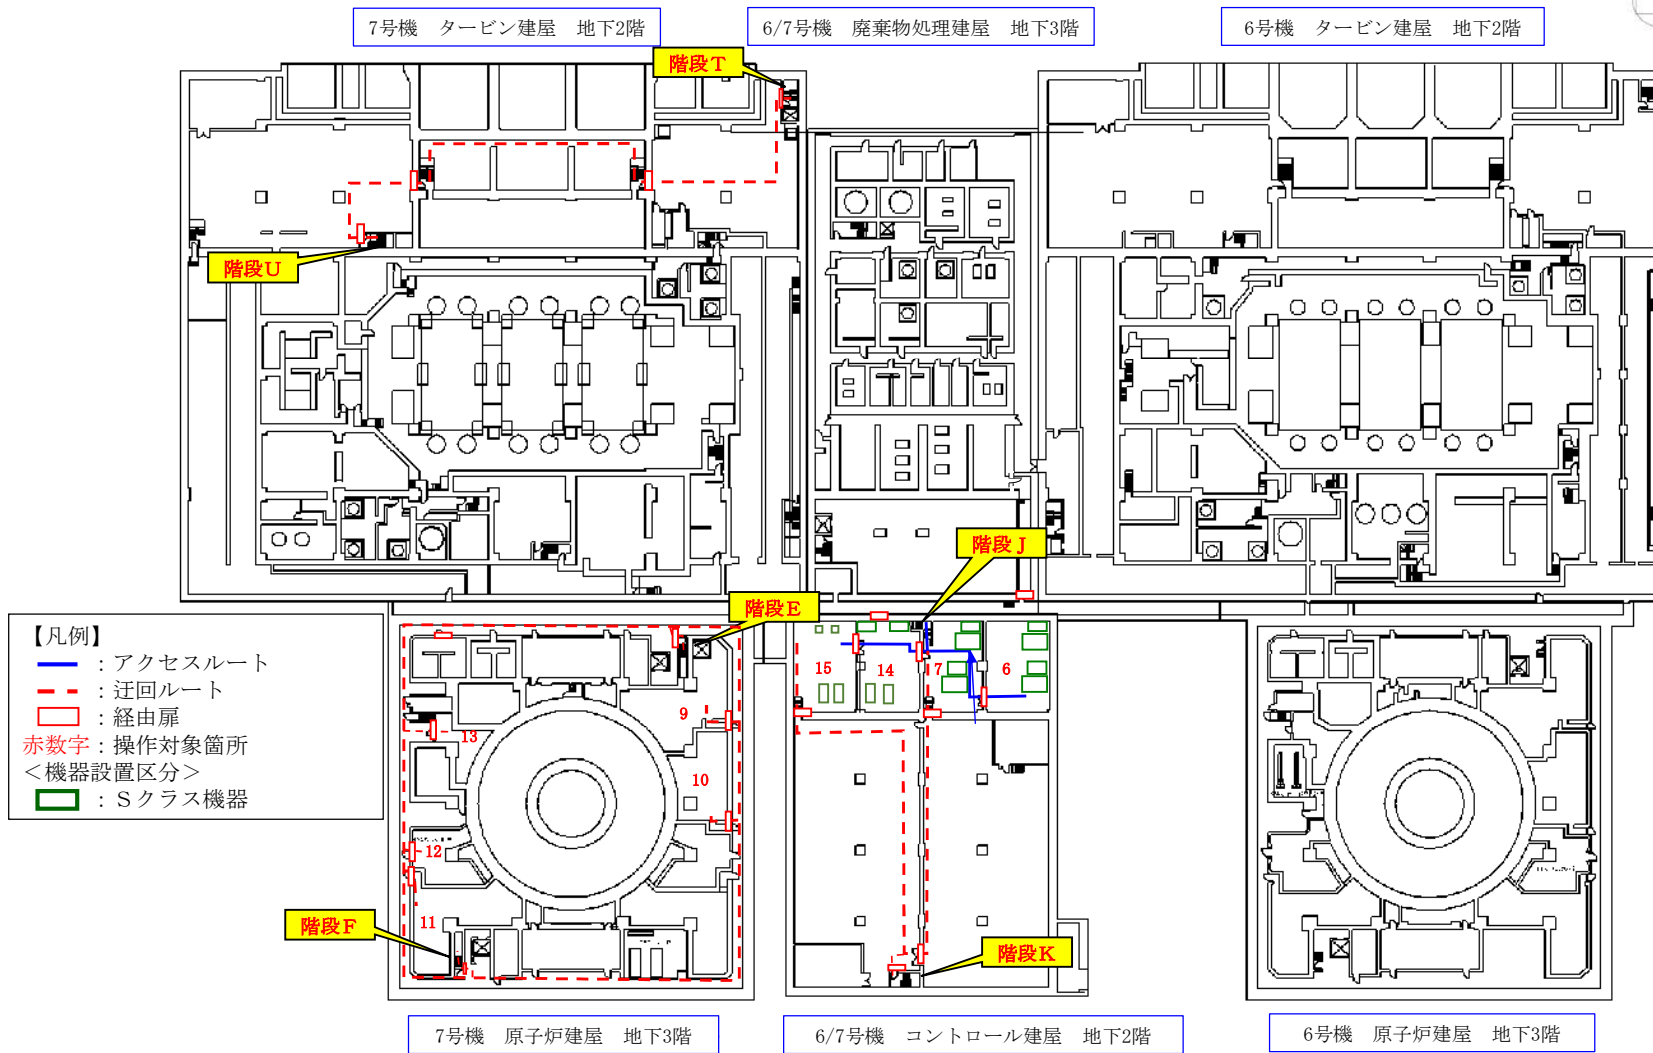 7号機　タービン建屋　地下2階
6/7号機　廃棄物処理建屋　地下3階
6号機　タービン建屋　地下2階
階段T
階段U
階段J
階段E
【凡例】
：アクセスルート
：迂回ルート
：経由扉
赤数字：操作対象箇所
＜機器設置区分＞
：Sクラス機器
15
14
7
6
9
13
10
12
11
階段F
階段K
7号機　原子炉建屋　地下3階
6/7号機　コントロール建屋　地下2階
6号機　原子炉建屋　地下3階